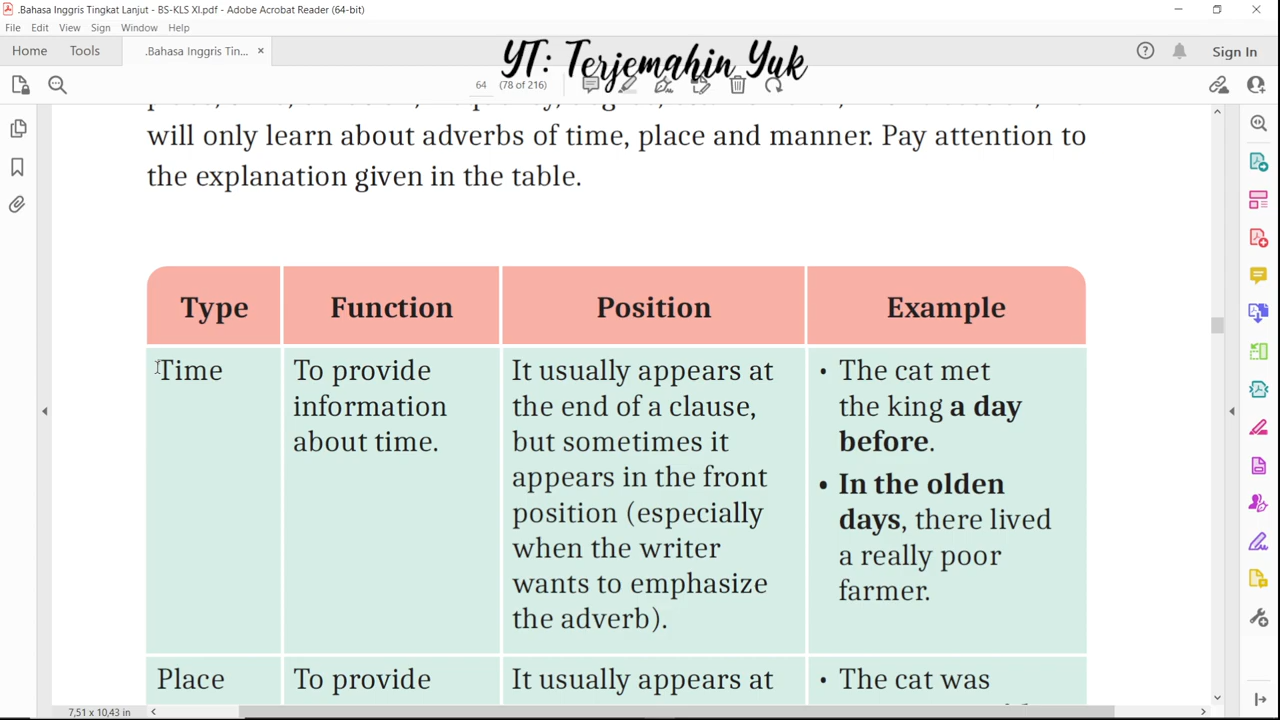 .Bahasa Inggris Tingkat Lanjut - BS-KLS XI.pdf - Adobe Acrobat Reader (64-bit)
File Edit View Sign Window Help
Home Tools .Bahasa Inggris Tin... × Sign In
YT: Terjemahin Yuk
64 (78 of 216)
will only learn about adverbs of time, place and manner. Pay attention to
the explanation given in the table.
Type Function Position Example
Time
To provide
information
about time.
It usually appears at
the end of a clause,
but sometimes it
appears in the front
position (especially
when the writer
wants to emphasize
the adverb).
• The cat met
the king a day
before.
• In the olden
days, there lived
a really poor
farmer.
Place
To provide
It usually appears at
• The cat was
7,51 x 10,43 in